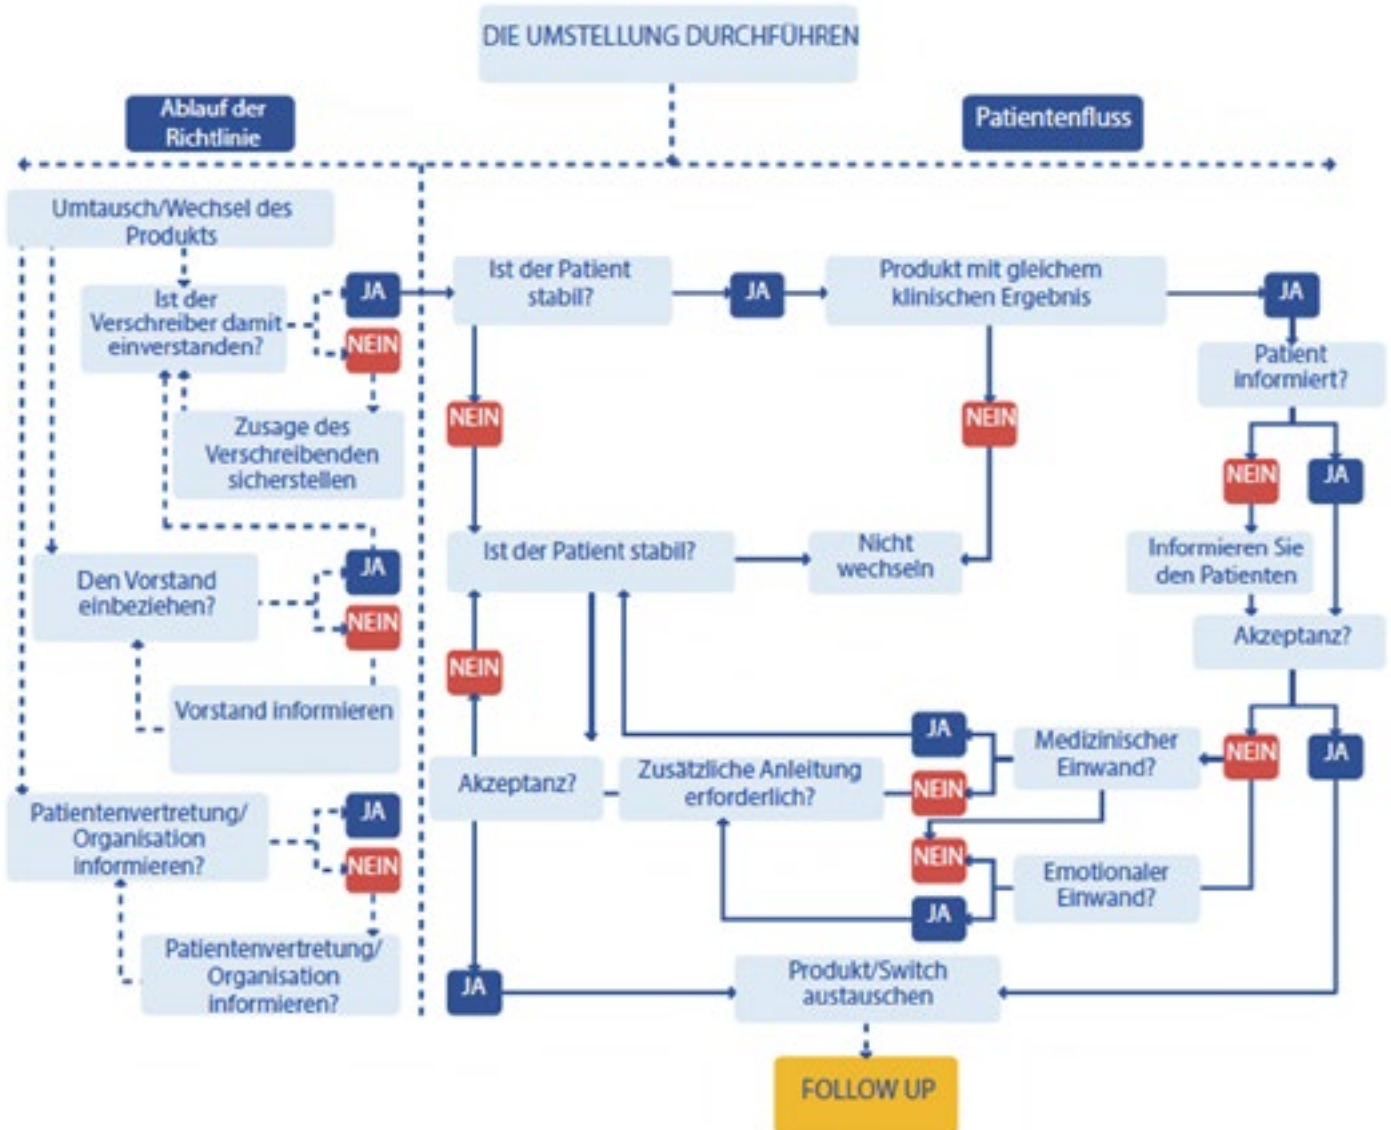 DIE UMSTELLUNG DURCHFÜHREN
Ablauf der
Richtlinie
Patientenfluss
Umtausch/Wechsel des
Produkts
Ist der
Verschreiber damit
einverstanden?
JA
NEIN
Zusage des
Verschreibenden
sicherstellen
Den Vorstand
einbeziehen?
JA
NEIN
Vorstand informieren
Patientenvertretung/
Organisation
informieren?
JA
NEIN
Patientenvertretung/
Organisation
informieren?
Ist der Patient
stabil?
JA
Produkt mit gleichem
klinischen Ergebnis
JA
Patient
informiert?
NEIN
NEIN
NEIN
JA
Ist der Patient stabil?
Nicht
wechseln
Informieren Sie
den Patienten
Akzeptanz?
NEIN
JA
Medizinischer
Einwand?
NEIN
JA
Akzeptanz?
Zusätzliche Anleitung
erforderlich?
NEIN
NEIN
Emotionaler
Einwand?
JA
JA
Produkt/Switch
austauschen
FOLLOW UP